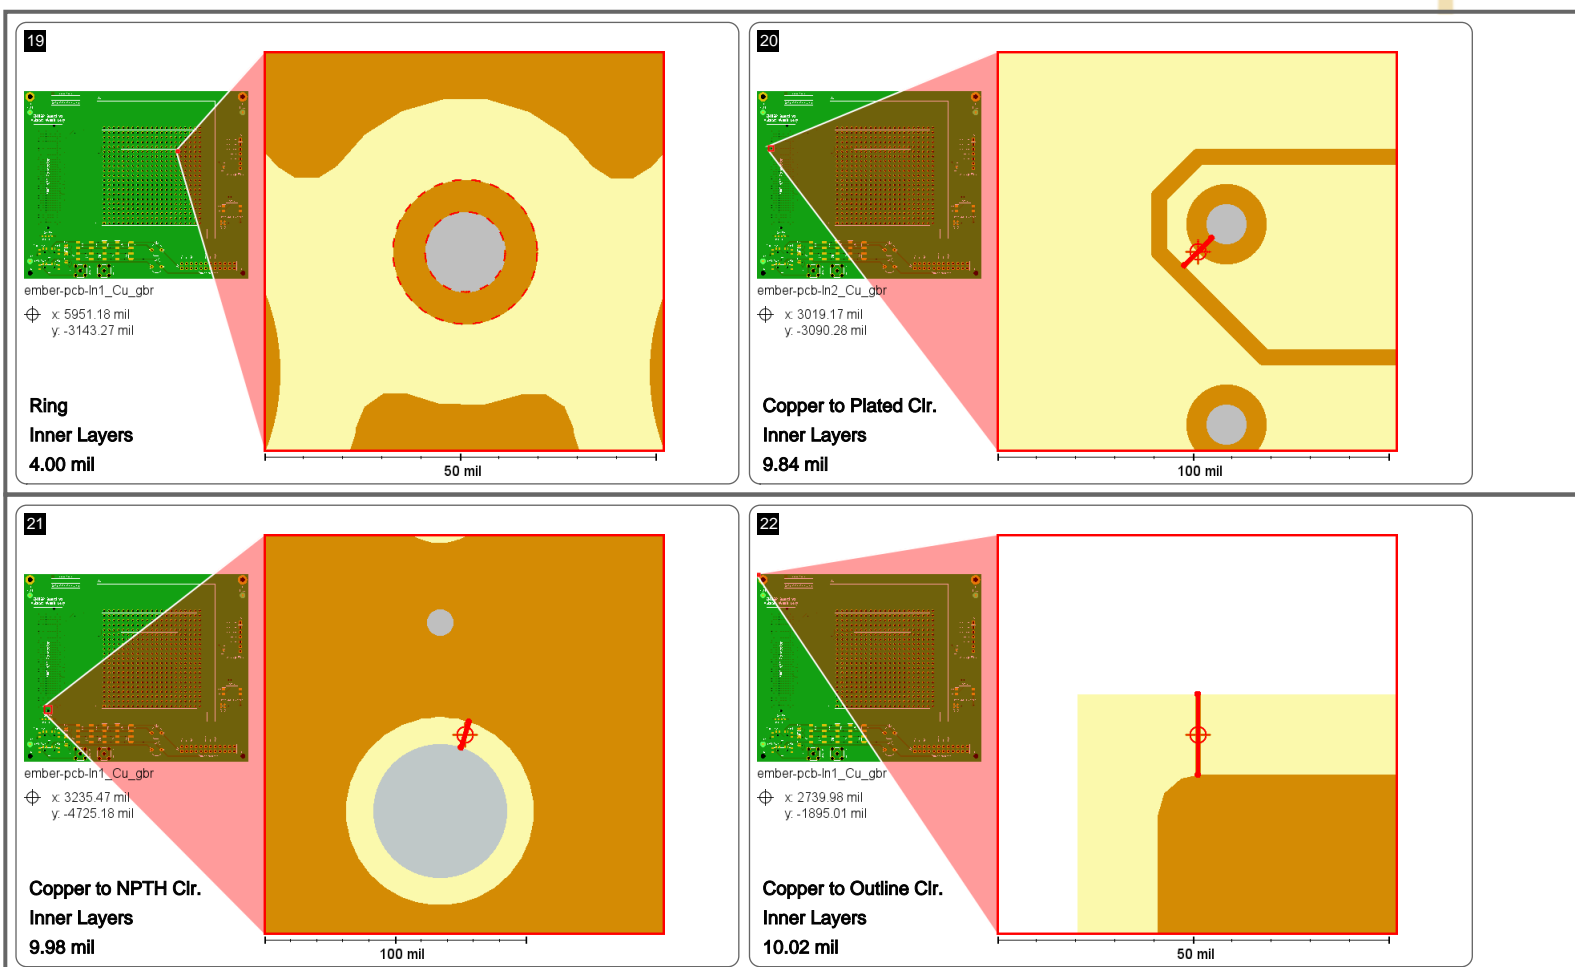 19
ember-pcb-In1_Cu_gbr
x: 5951.18 mil
y: -3143.27 mil
Ring
Inner Layers
4.00 mil
50 mil
20
ember-pcb-In2_Cu_gbr
x: 3019.17 mil
y: -3090.28 mil
Copper to Plated Clr.
Inner Layers
9.84 mil
100 mil
21
ember-pcb-In1_Cu_gbr
x: 3235.47 mil
y: -4725.18 mil
Copper to NPTH Clr.
Inner Layers
9.98 mil
100 mil
22
ember-pcb-In1_Cu_gbr
x: 2739.98 mil
y: -1895.01 mil
Copper to Outline Clr.
Inner Layers
10.02 mil
50 mil